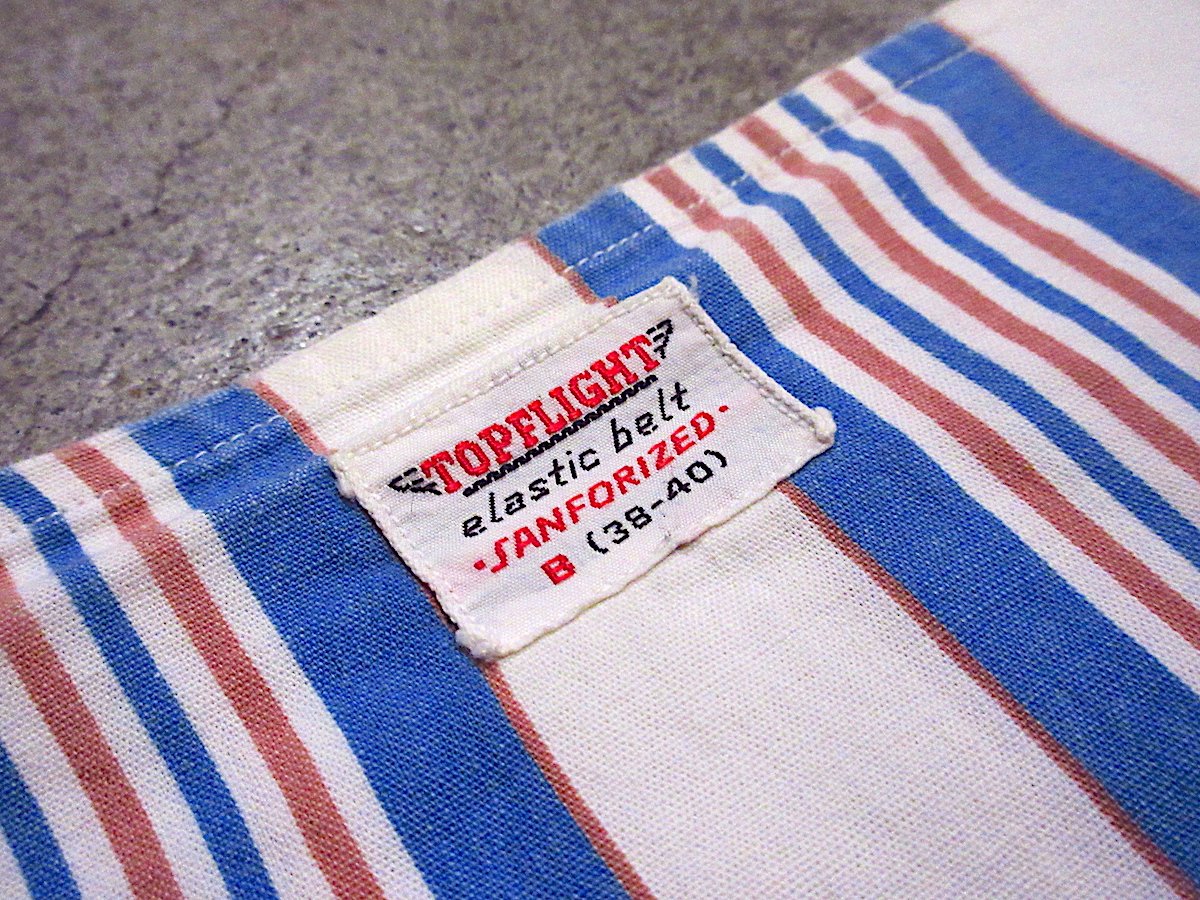 TOPFLIGHT
elastic belt
·SANFORIZED·
B (38-40)